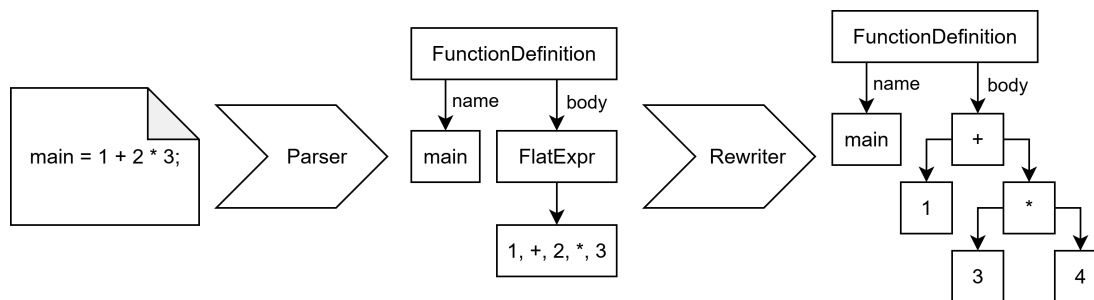 main = 1 + 2 * 3;
Parser
FunctionDefinition
name
body
main
FlatExpr
1, +, 2, *, 3
Rewriter
FunctionDefinition
name
body
main
+
1
*
3
4